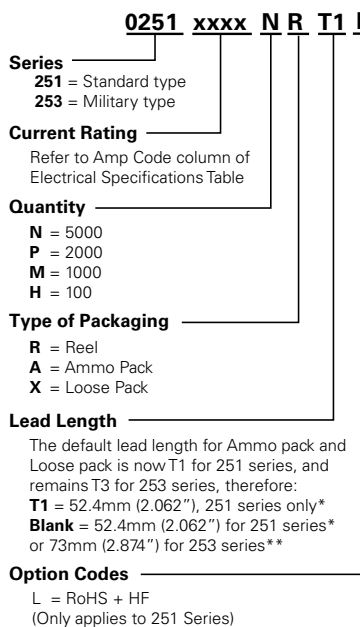 0251 xxxx N R T1
Series
251 = Standard type
253 = Military type
Current Rating
Refer to Amp Code column of
Electrical Specifications Table
Quantity
N = 5000
P = 2000
M = 1000
H = 100
Type of Packaging
R = Reel
A = Ammo Pack
X = Loose Pack
Lead Length
The default lead length for Ammo pack and
Loose pack is now T1 for 251 series, and
remains T3 for 253 series, therefore:
T1 = 52.4mm (2.062″), 251 series only*
Blank = 52.4mm (2.062″) for 251 series*
or 73mm (2.874″) for 253 series**
Option Codes
L = RoHS + HF
(Only applies to 251 Series)